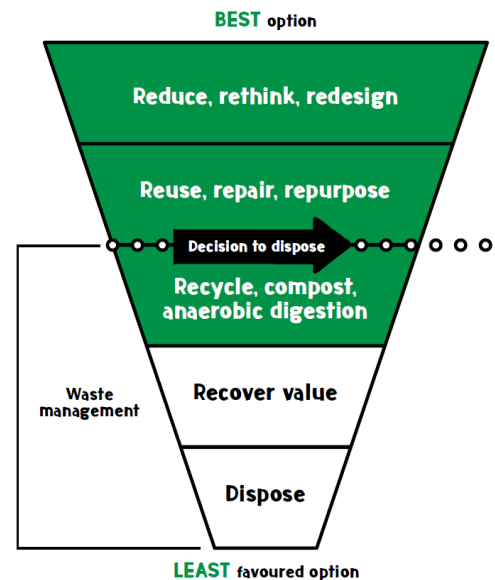 BEST option
Reduce, rethink, redesign
Reuse, repair, repurpose
Decision to dispose
Recycle, compost,
anaerobic digestion
Waste
management
Recover value
Dispose
LEAST favoured option